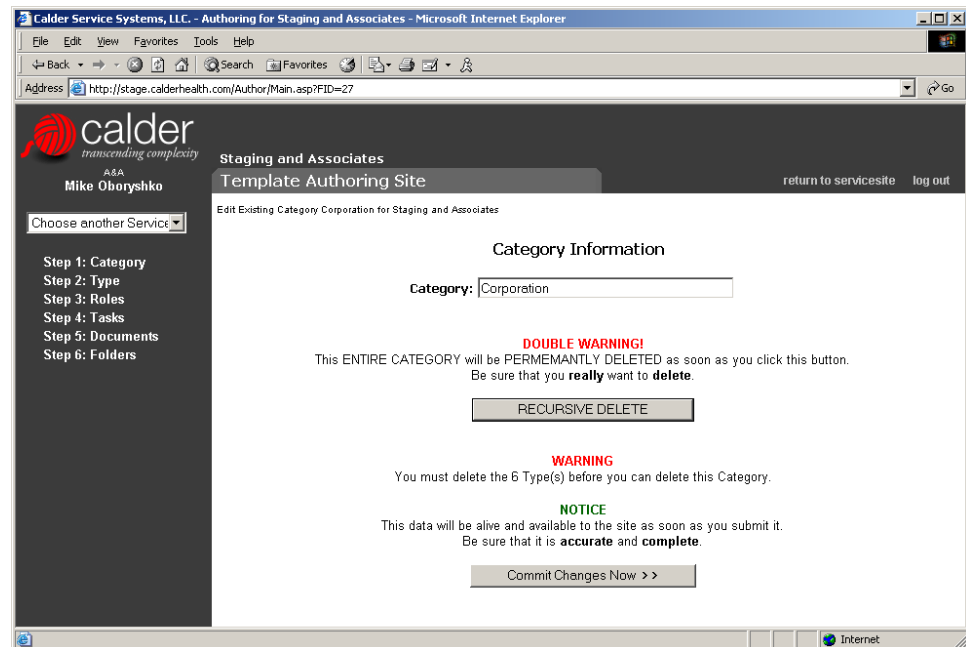 Calder Service Systems, LLC. - Authoring for Staging and Associates - Microsoft Internet Explorer
File Edit View Favorites Tools Help
Back Search Favorites
Address http://stage.calderhealth.com/Author/Main.asp?FID=27 Go
calder
transcending complexity
A&A
Mike Oboryshko
Staging and Associates
Template Authoring Site
return to servicesite log out
Choose another Service
Step 1: Category
Step 2: Type
Step 3: Roles
Step 4: Tasks
Step 5: Documents
Step 6: Folders
Edit Existing Category Corporation for Staging and Associates
Category Information
Category: Corporation
DOUBLE WARNING!
This ENTIRE CATEGORY will be PERMEMANTLY DELETED as soon as you click this button.
Be sure that you really want to delete.
RECURSIVE DELETE
WARNING
You must delete the 6 Type(s) before you can delete this Category.
NOTICE
This data will be alive and available to the site as soon as you submit it.
Be sure that it is accurate and complete.
Commit Changes Now >>
Internet